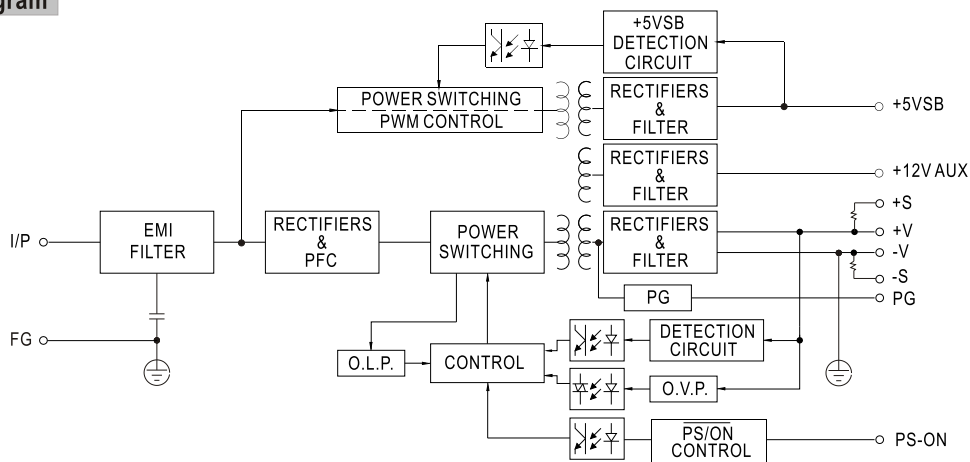 +5VSB
DETECTION
CIRCUIT
POWER SWITCHING
PWM CONTROL
RECTIFIERS
&
FILTER
+5VSB
RECTIFIERS
&
FILTER
+12V AUX
I/P
EMI
FILTER
RECTIFIERS
&
PFC
POWER
SWITCHING
RECTIFIERS
&
FILTER
+S
+V
-V
-S
PG
PG
FG
O.L.P.
CONTROL
DETECTION
CIRCUIT
O.V.P.
PS/ON
CONTROL
PS-ON